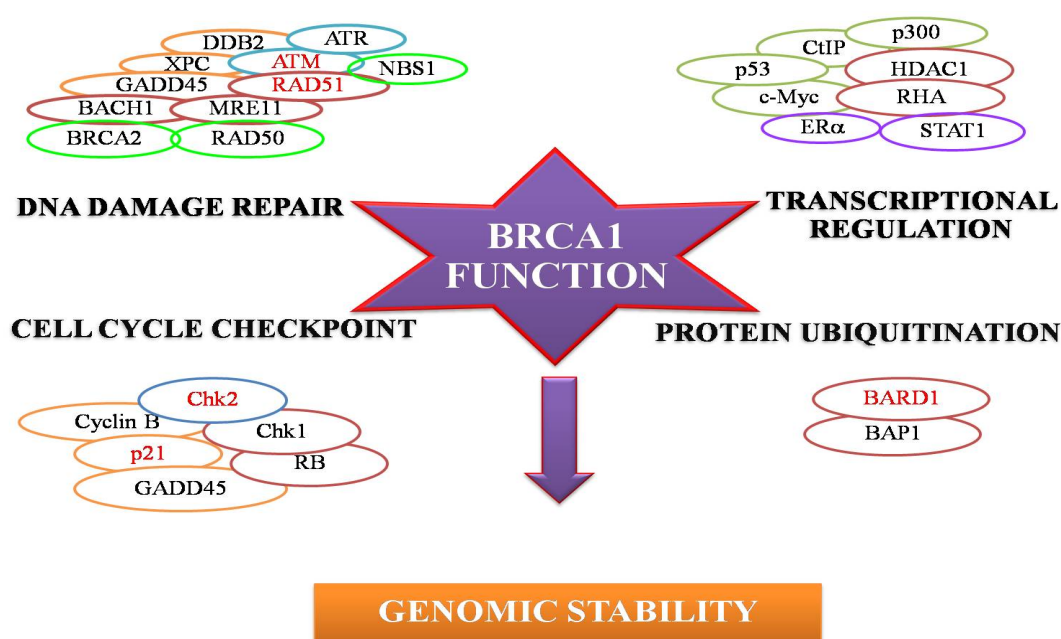 DDB2
ATR
XPC
ATM
NBS1
GADD45
RAD51
BACH1
MRE11
BRCA2
RAD50
DNA DAMAGE REPAIR
p300
CtIP
p53
HDAC1
c-Myc
RHA
ERα
STAT1
TRANSCRIPTIONAL
REGULATION
BRCA1
FUNCTION
CELL CYCLE CHECKPOINT
Chk2
Cyclin B
Chk1
p21
RB
GADD45
PROTEIN UBIQUITINATION
BARD1
BAP1
GENOMIC STABILITY